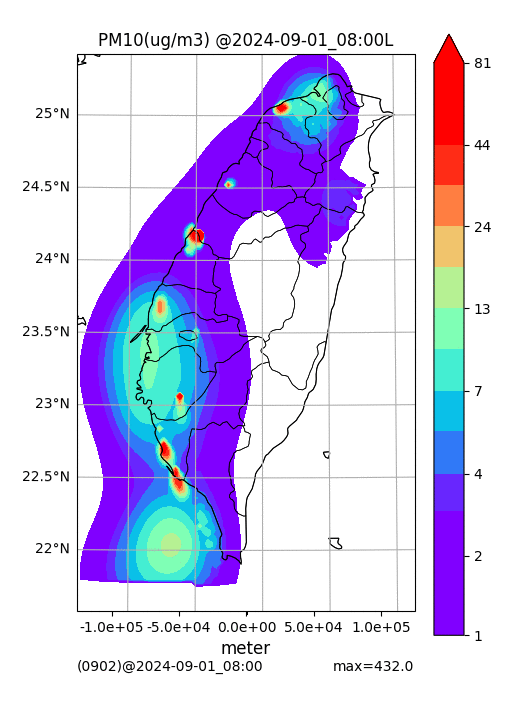 PM10(ug/m3) @2024-09-01_08:00L
81
44
24
13
7
4
2
1
25°N
24.5°N
24°N
23.5°N
23°N
22.5°N
22°N
-1.0e+05 -5.0e+04 0.0e+00 5.0e+04 1.0e+05
meter
(0902)@2024-09-01_08:00 max=432.0